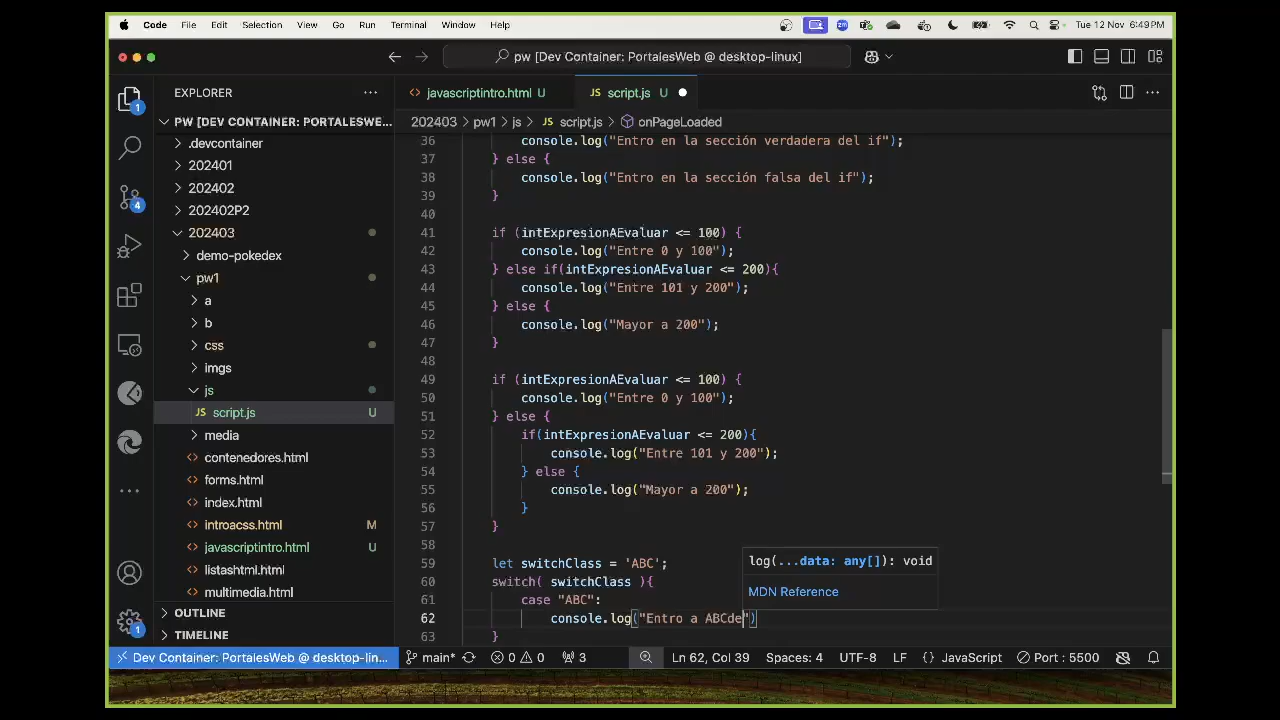 Code File Edit Selection View Go Run Terminal Window Help zm Tue 12 Nov 6:49 PM
pw [Dev Container: PortalesWeb @ desktop-linux]
EXPLORER
javascriptintro.html U
JS script.js U
PW [DEV CONTAINER: PORTALESWE...
202403 > pw1 > js > JS script.js > onPageLoaded
.devcontainer
202401
202402
202402P2
202403
demo-pokedex
pw1
a
b
css
imgs
js
JS script.js U
media
contenedores.html
forms.html
index.html
introacss.html M
javascriptintro.html U
listashtml.html
multimedia.html
OUTLINE
TIMELINE
1
4
1
36 console.log("Entro en la sección verdadera del if");
37 } else {
38 console.log("Entro en la sección falsa del if");
39 }
40
41 if (intExpresionAEvaluar <= 100) {
42 console.log("Entre 0 y 100");
43 } else if(intExpresionAEvaluar <= 200){
44 console.log("Entre 101 y 200");
45 } else {
46 console.log("Mayor a 200");
47 }
48
49 if (intExpresionAEvaluar <= 100) {
50 console.log("Entre 0 y 100");
51 } else {
52 if(intExpresionAEvaluar <= 200){
53 console.log("Entre 101 y 200");
54 } else {
55 console.log("Mayor a 200");
56 }
57 }
58
59 let switchClass = 'ABC';
60 switch( switchClass ){
61 case "ABC":
62 console.log("Entro a ABCde")
63 }
log(...data: any[]): void
MDN Reference
Dev Container: PortalesWeb @ desktop-lin... main* 0 0 3 Ln 62, Col 39 Spaces: 4 UTF-8 LF {} JavaScript Port : 5500